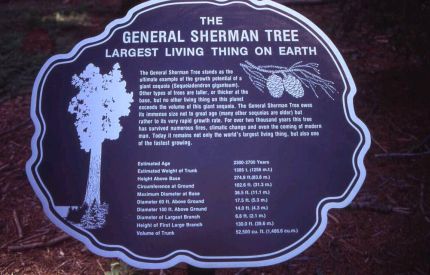 THE
GENERAL SHERMAN TREE
LARGEST LIVING THING ON EARTH
The General Sherman Tree stands as the
ultimate example of the growth potential of a
giant sequoia (Sequoiadendron giganteum).
Other types of trees are taller, or thicker at the
base, but no other living thing on this planet
exceeds the volume of this giant sequoia. The General Sherman Tree owes
its immense size not to great age (many other sequoias are older) but
rather to its very rapid growth rate. For over two thousand years this tree
has survived numerous fires, climatic change and even the coming of modern
man. Today it remains not only the world's largest living thing, but also one
of the fastest growing.
Estimated Age 2300-2700 Years
Estimated Weight of Trunk 1385 t. (1256 m.t.)
Height Above Base 274.9 ft.(83.8 m.)
Circumference at Ground 102.6 ft. (31.3 m.)
Maximum Diameter at Base 36.5 ft. (11.1 m.)
Diameter 60 Ft. Above Ground 17.5 ft. (5.3 m.)
Diameter 180 Ft. Above Ground 14.0 ft. (4.3 m.)
Diameter of Largest Branch 6.8 ft. (2.1 m.)
Height of First Large Branch 130.0 ft. (39.6 m.)
Volume of Trunk 52,500 cu. ft. (1,486.6 cu.m.)